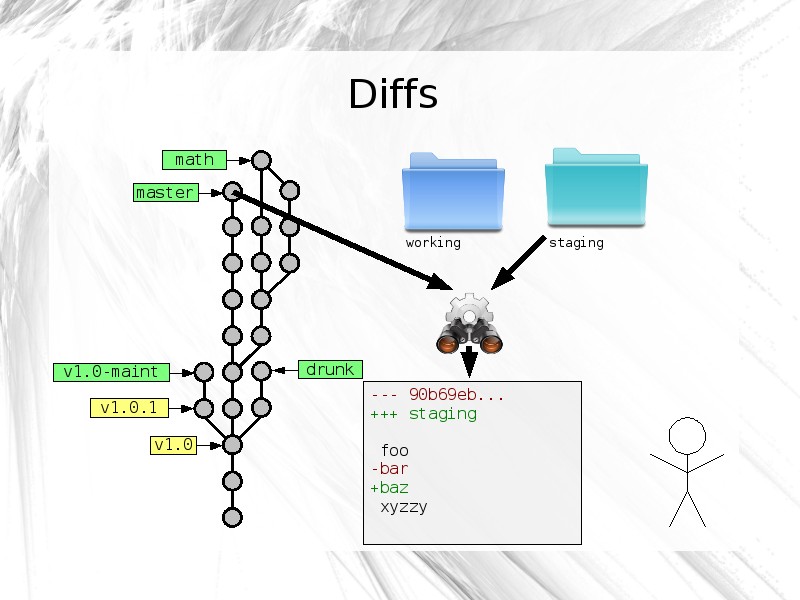 Diffs
math
master
working
staging
v1.0-maint
drunk
v1.0.1
v1.0
--- 90b69eb...
+++ staging
 foo
-bar
+baz
 xyzzy